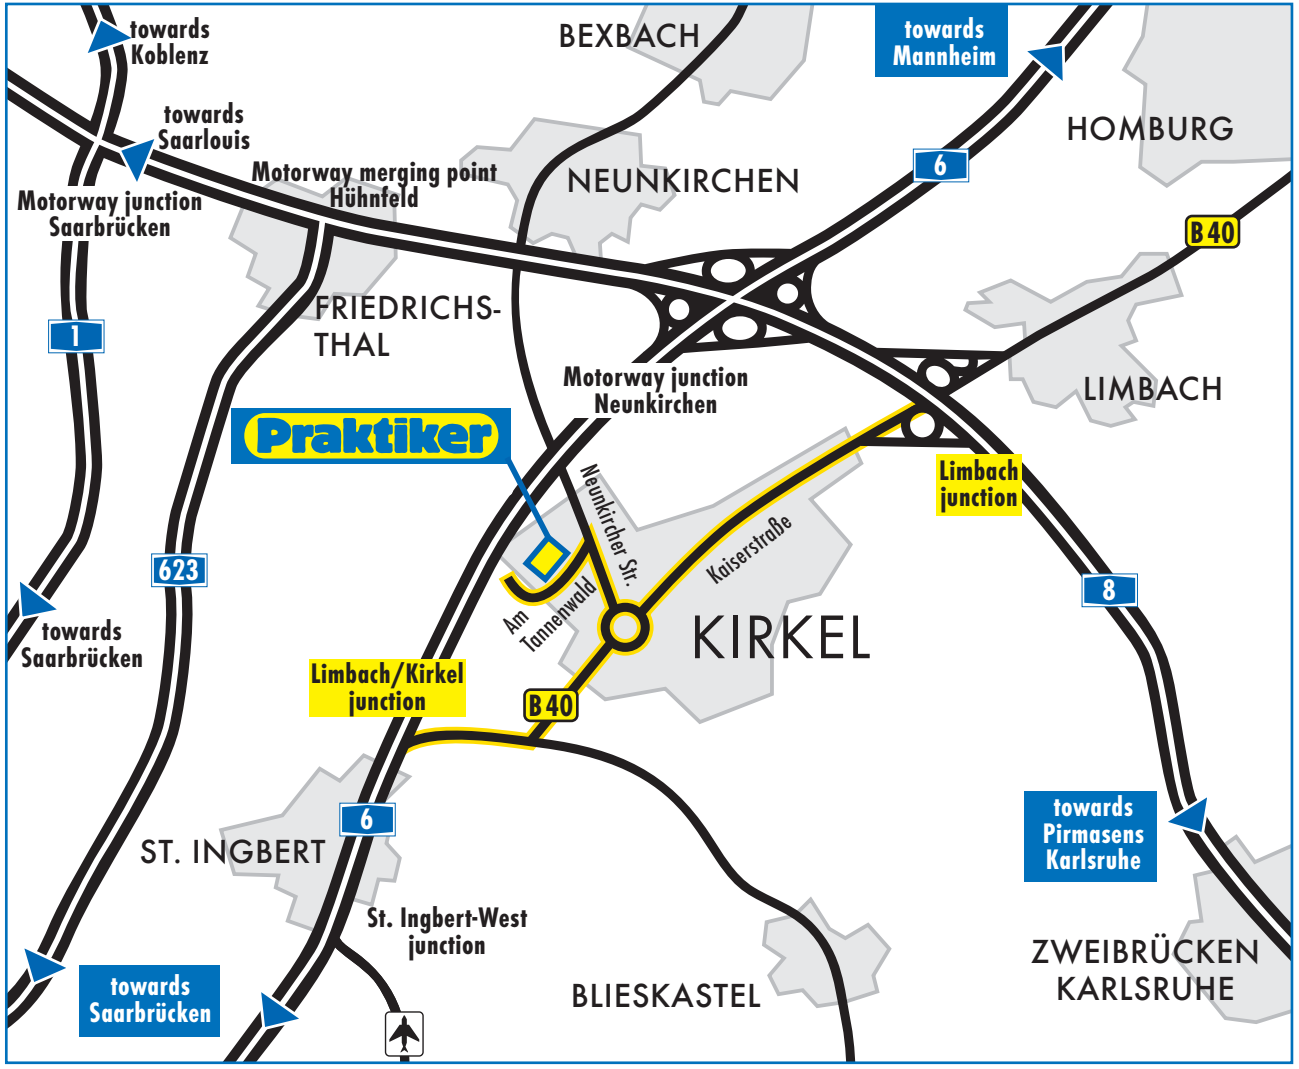 towards
Koblenz
BEXBACH
towards
Mannheim
towards
Saarlouis
HOMBURG
Motorway merging point
Hühnfeld
NEUNKIRCHEN
6
Motorway junction
Saarbrücken
B 40
FRIEDRICHS-
THAL
1
Motorway junction
Neunkirchen
LIMBACH
Praktiker
Limbach
junction
Neunkircher Str.
Kaiserstraße
623
8
Am
Tannenwald
towards
Saarbrücken
KIRKEL
Limbach/Kirkel
junction
B 40
6
towards
Pirmasens
Karlsruhe
ST. INGBERT
St. Ingbert-West
junction
ZWEIBRÜCKEN
KARLSRUHE
towards
Saarbrücken
BLIESKASTEL